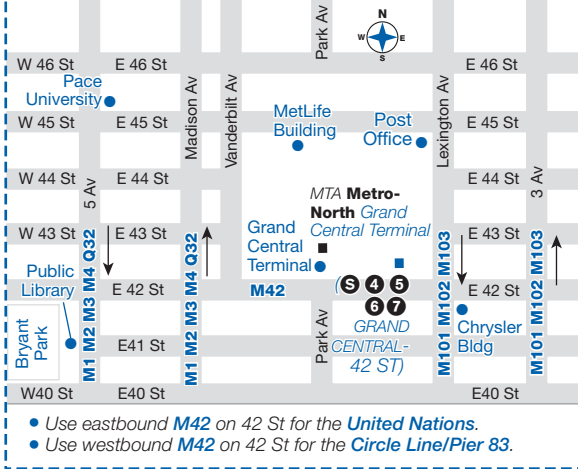 N
W E
S
Park Av
W 46 St E 46 St E 46 St
Pace
University
Madison Av
Vanderbilt Av
MetLife
Building
Post
Office
Lexington Av
W 45 St E 45 St E 45 St
5 Av
3 Av
W 44 St E 44 St E 44 St
MTA Metro-
North Grand
Central Terminal
W 43 St E 43 St E 43 St
Grand
Central
Terminal
Public
Library
M1 M2 M3 M4 Q32
M1 M2 M3 M4 Q32
M101 M102 M103
M101 M102 M103
E 42 St M42 E 42 St
(S 4 5
6 7
GRAND
CENTRAL-
42 ST)
Chrysler
Bldg
Bryant
Park
Park Av
E41 St
W40 St E40 St E40 St
• Use eastbound M42 on 42 St for the United Nations.
• Use westbound M42 on 42 St for the Circle Line/Pier 83.